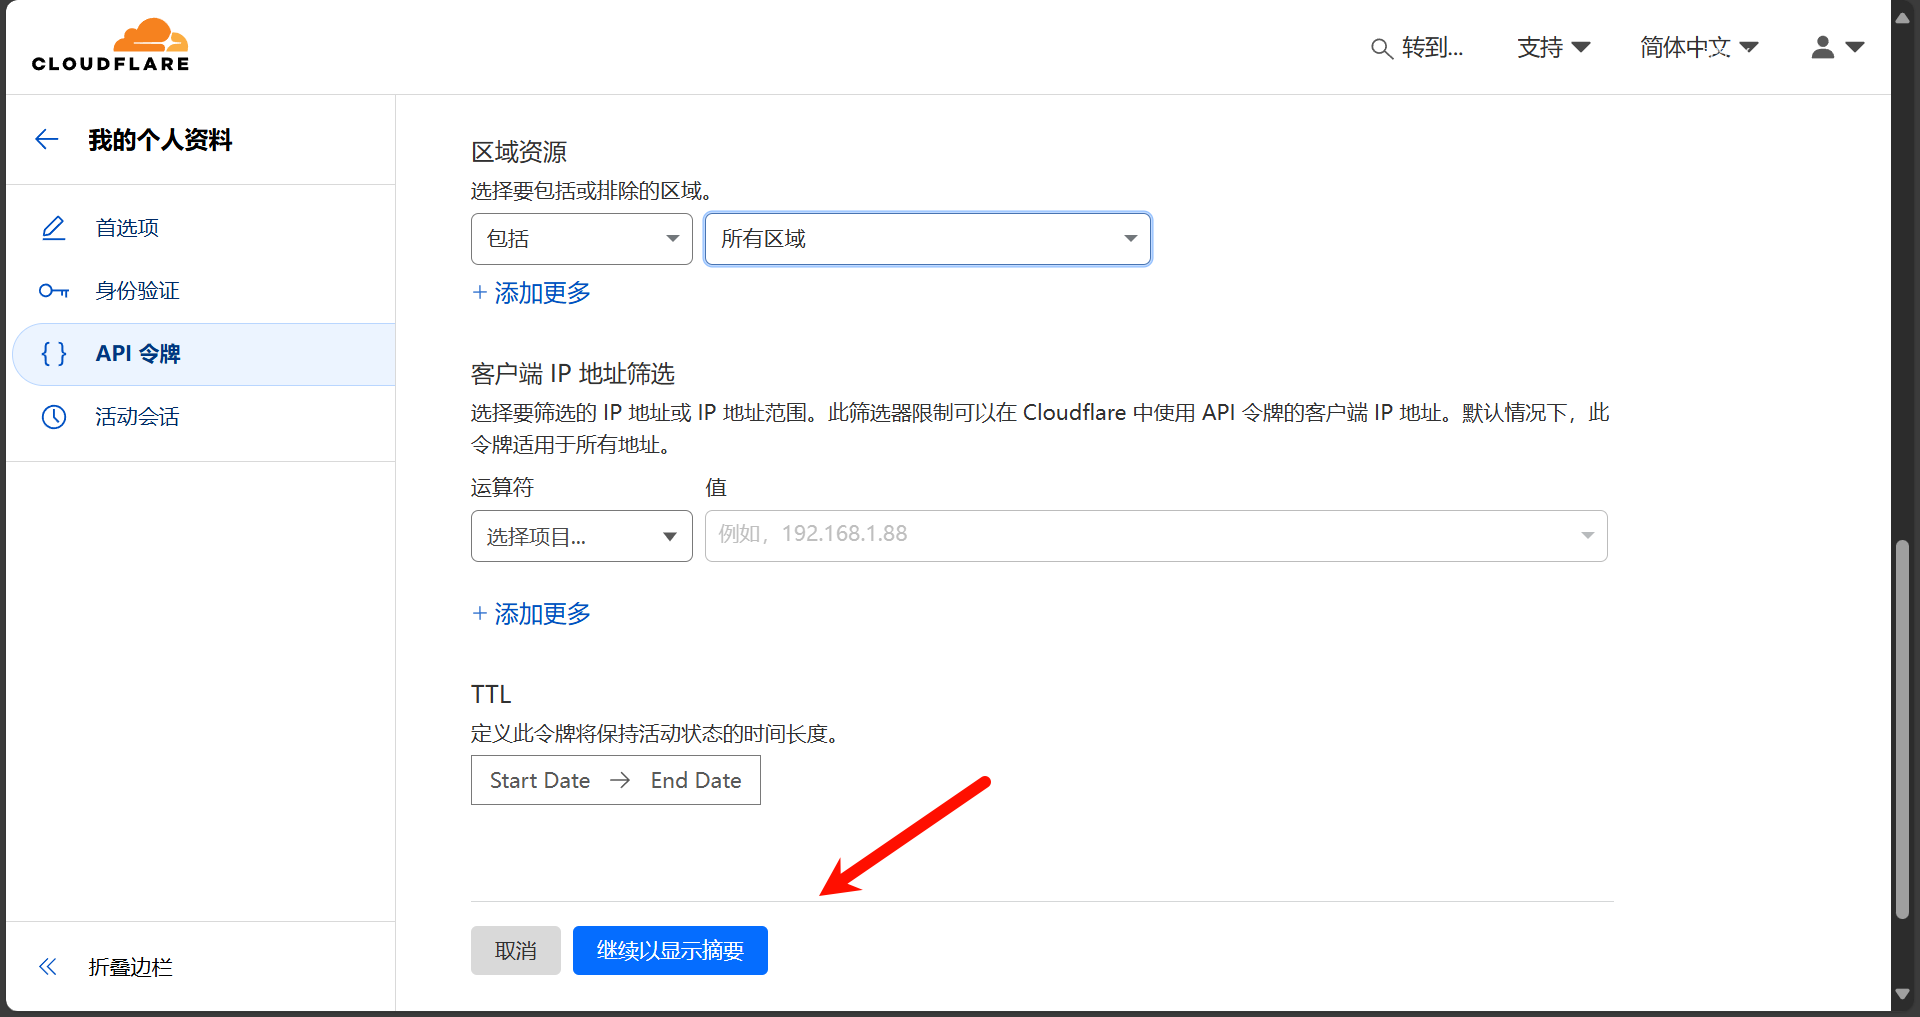 CLOUDFLARE
转到...
支持
简体中文
我的个人资料
首选项
身份验证
API 令牌
活动会话
折叠边栏
区域资源
选择要包括或排除的区域。
包括
所有区域
+ 添加更多
客户端 IP 地址筛选
选择要筛选的 IP 地址或 IP 地址范围。此筛选器限制可以在 Cloudflare 中使用 API 令牌的客户端 IP 地址。默认情况下，此
令牌适用于所有地址。
运算符
值
选择项目...
例如，192.168.1.88
+ 添加更多
TTL
定义此令牌将保持活动状态的时间长度。
Start Date → End Date
取消
继续以显示摘要